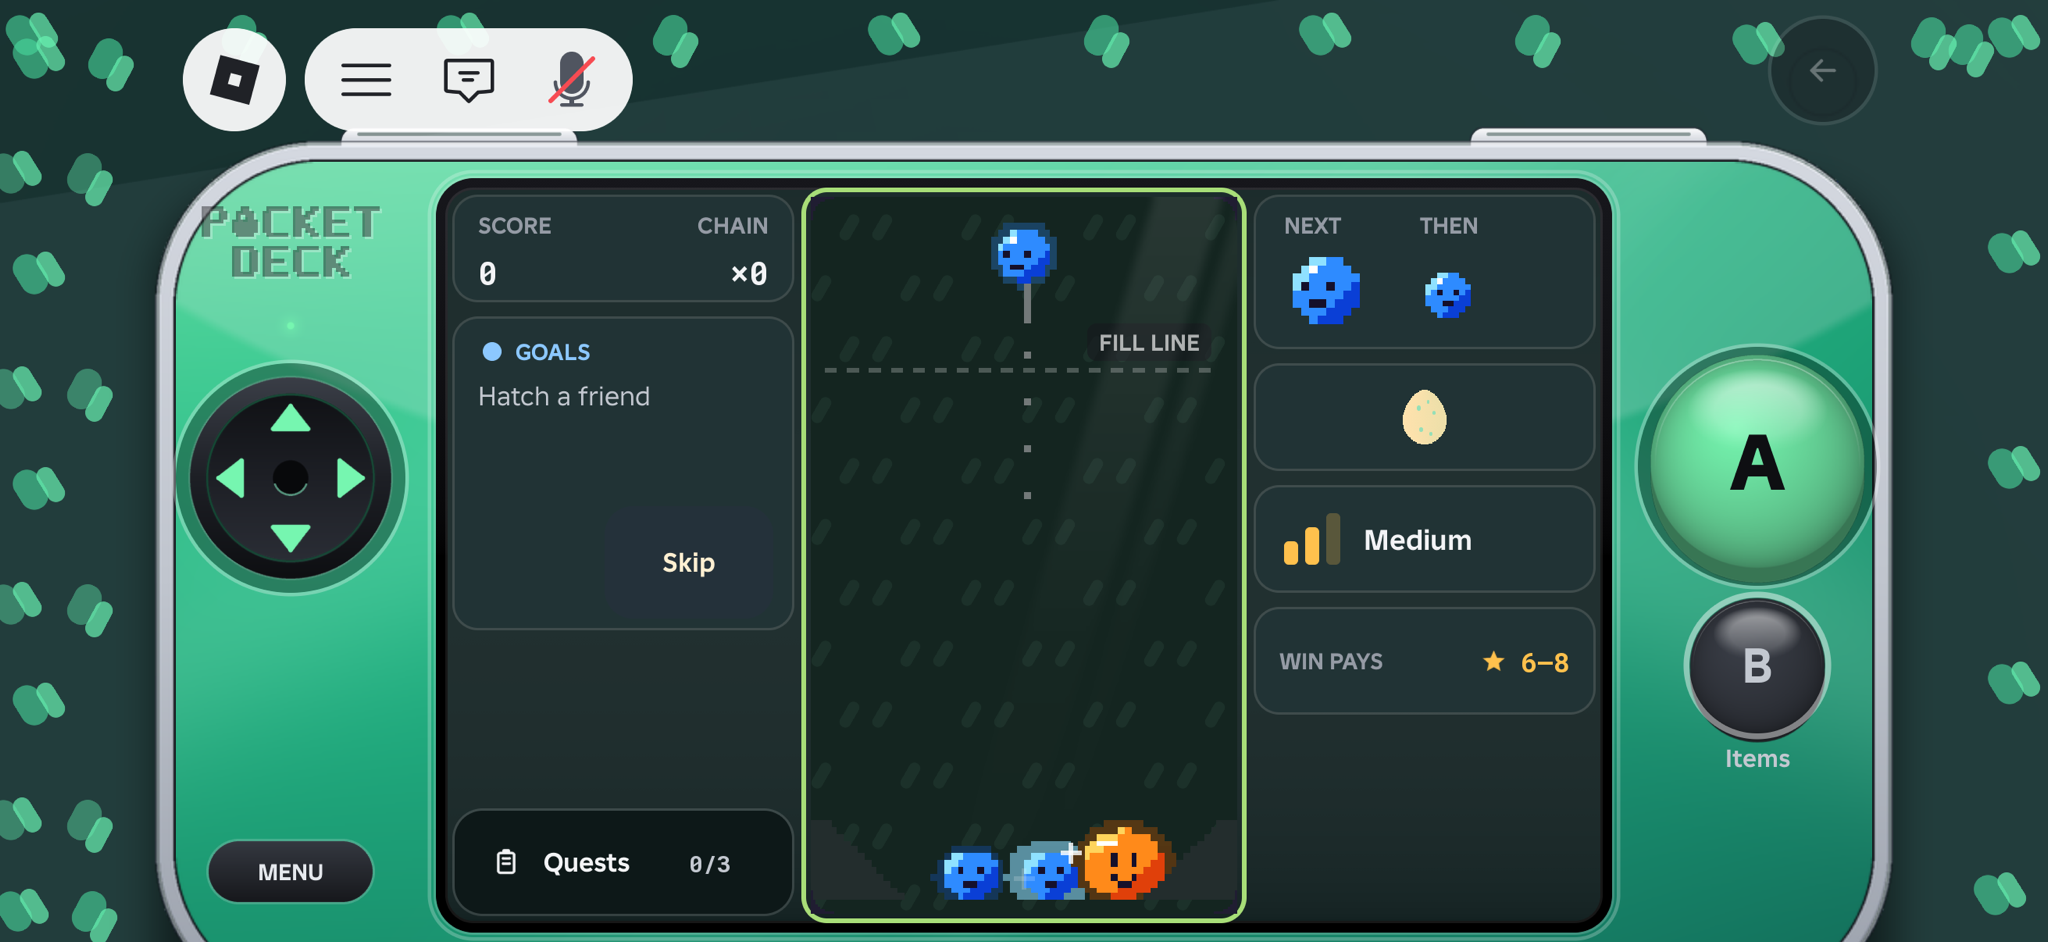 POCKET
DECK
SCORE
CHAIN
0
×0
GOALS
Hatch a friend
Skip
Quests
0/3
MENU
FILL LINE
NEXT
THEN
Medium
WIN PAYS
6–8
A
B
Items